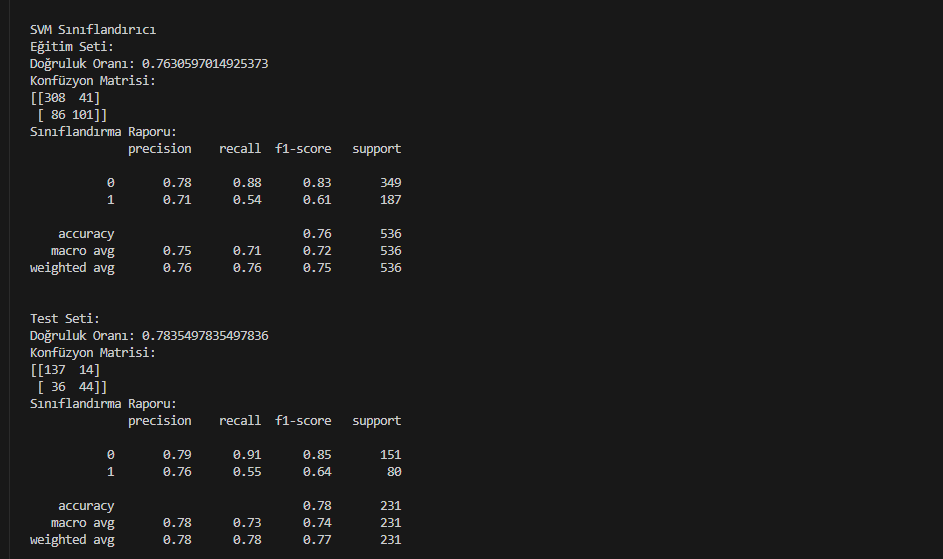 SVM Sınıflandırıcı
Eğitim Seti:
Doğruluk Oranı: 0.7630597014925373
Konfüzyon Matrisi:
[[308  41]
 [ 86 101]]
Sınıflandırma Raporu:
              precision    recall  f1-score   support

           0       0.78      0.88      0.83       349
           1       0.71      0.54      0.61       187

    accuracy                           0.76       536
   macro avg       0.75      0.71      0.72       536
weighted avg       0.76      0.76      0.75       536

Test Seti:
Doğruluk Oranı: 0.7835497835497836
Konfüzyon Matrisi:
[[137  14]
 [ 36  44]]
Sınıflandırma Raporu:
              precision    recall  f1-score   support

           0       0.79      0.91      0.85       151
           1       0.76      0.55      0.64        80

    accuracy                           0.78       231
   macro avg       0.78      0.73      0.74       231
weighted avg       0.78      0.78      0.77       231